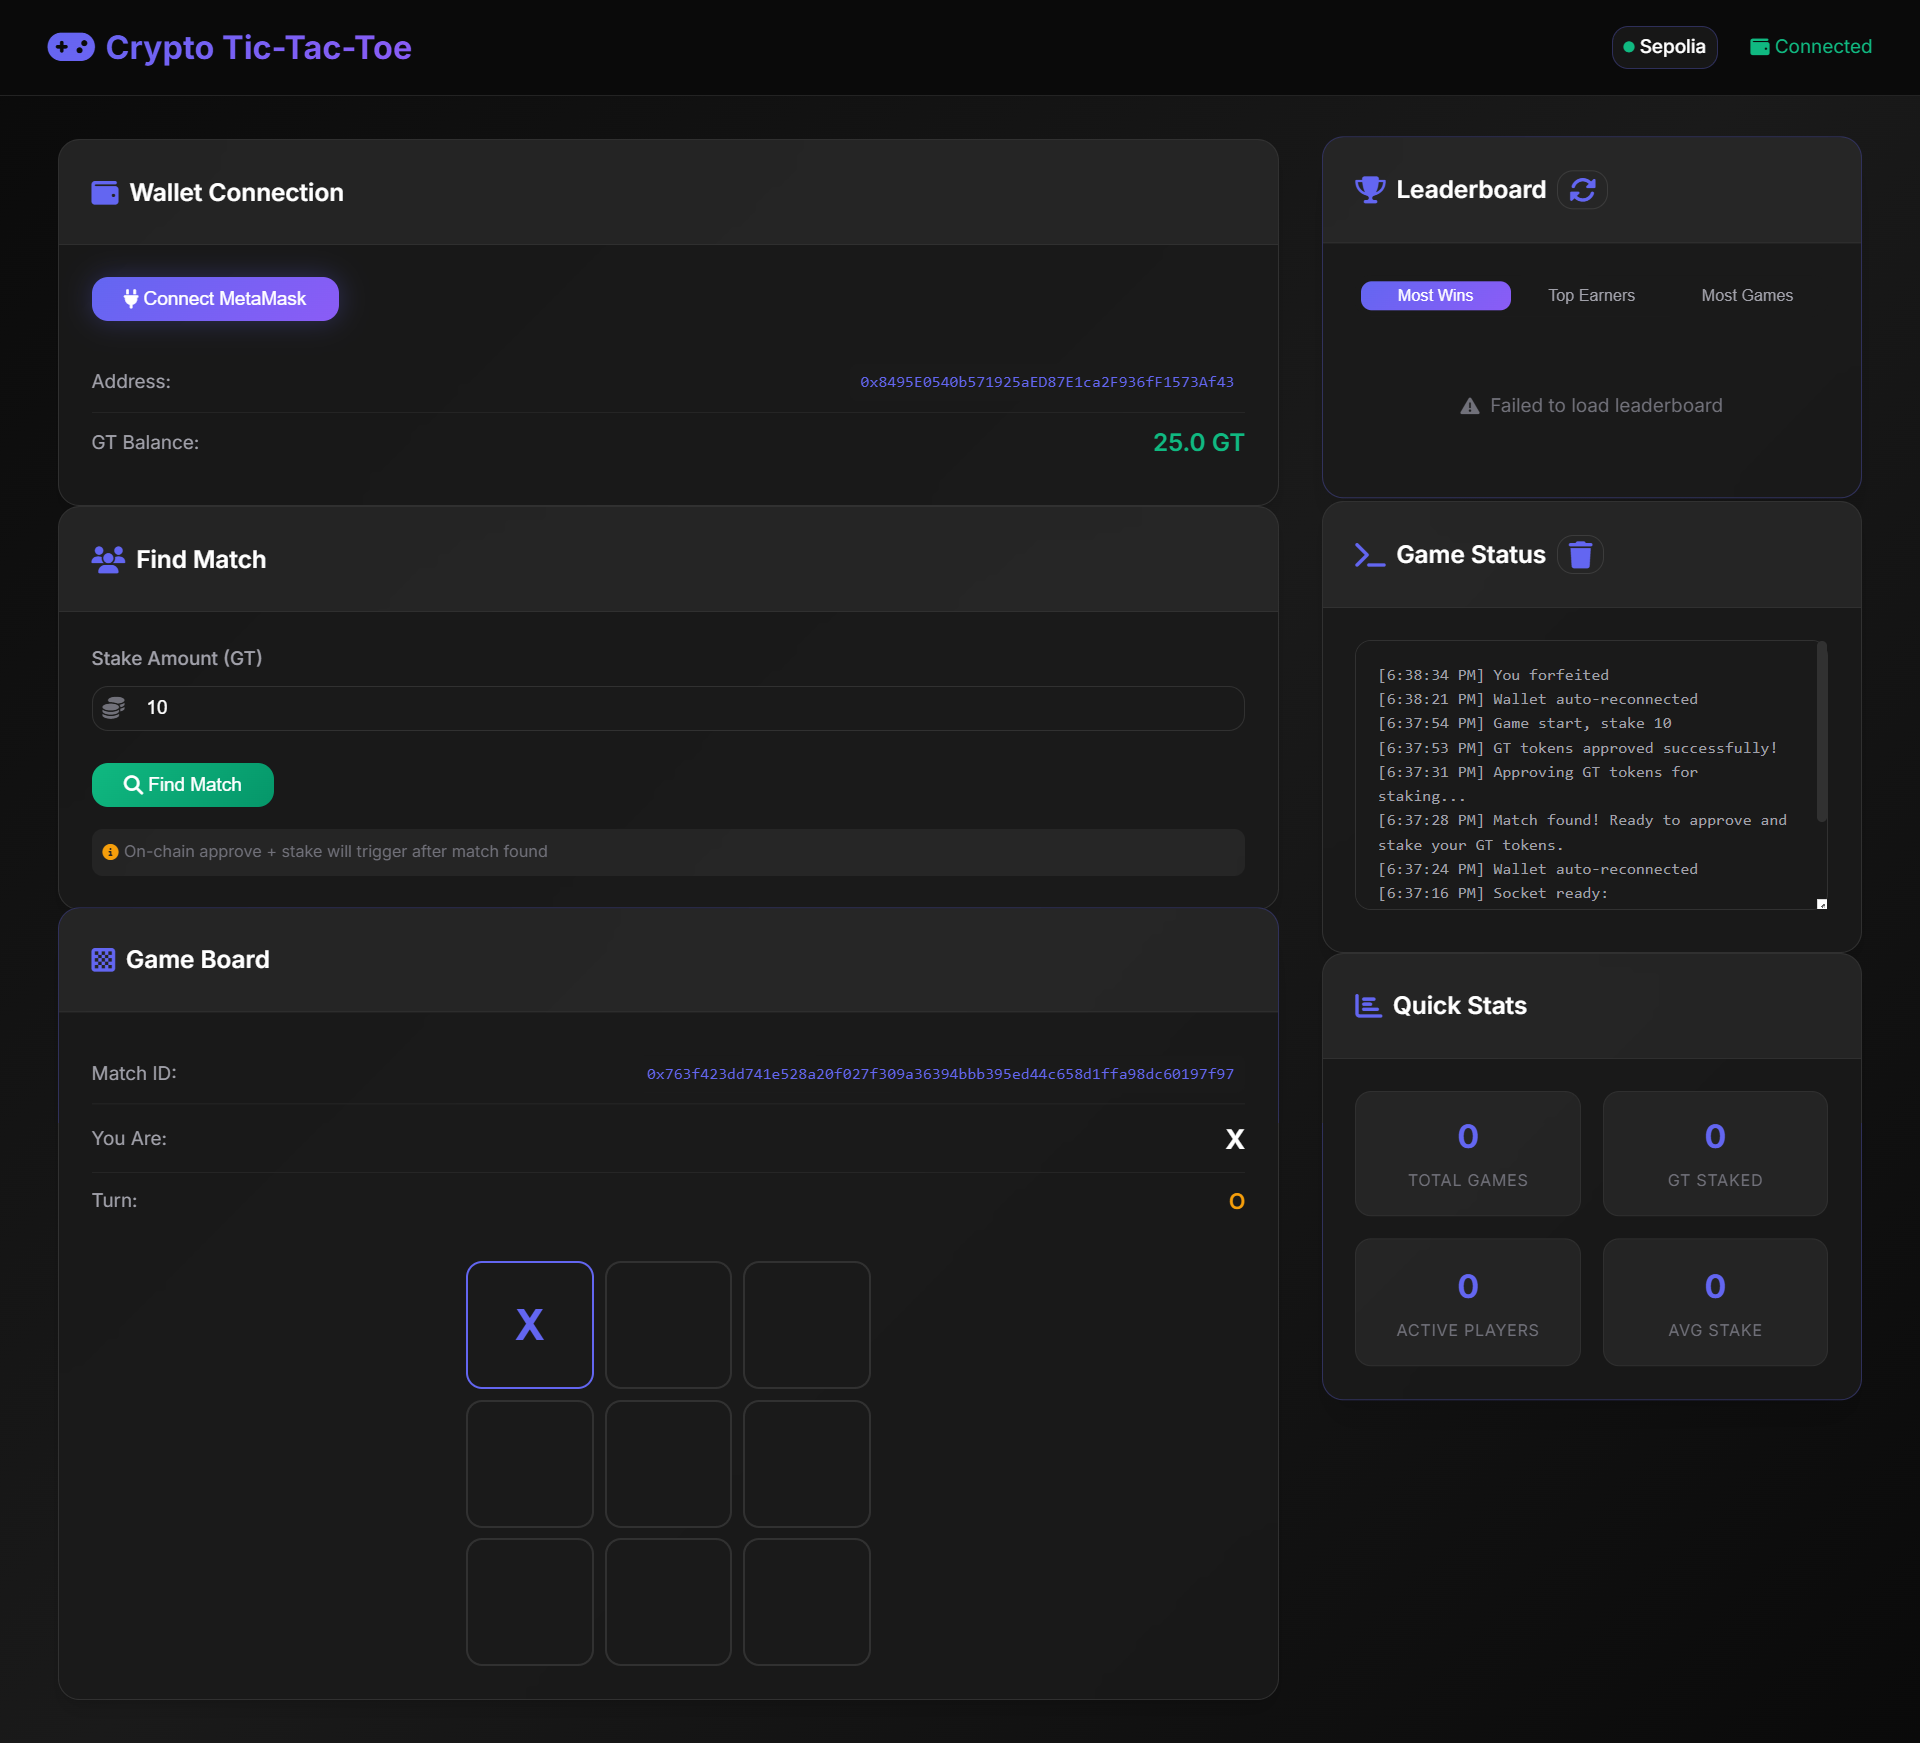 Crypto Tic-Tac-Toe
Sepolia
Connected
Wallet Connection
Connect MetaMask
Address:
0x8495E0540b571925aED87E1ca2F936fF1573Af43
GT Balance:
25.0 GT
Find Match
Stake Amount (GT)
10
Find Match
On-chain approve + stake will trigger after match found
Game Board
Match ID:
0x763f423dd741e528a20f027f309a36394bbb395ed44c658d1ffa98dc60197f97
You Are:
X
Turn:
O
X
Leaderboard
Most Wins
Top Earners
Most Games
Failed to load leaderboard
Game Status
[6:38:34 PM] You forfeited
[6:38:21 PM] Wallet auto-reconnected
[6:37:54 PM] Game start, stake 10
[6:37:53 PM] GT tokens approved successfully!
[6:37:31 PM] Approving GT tokens for
staking...
[6:37:28 PM] Match found! Ready to approve and
stake your GT tokens.
[6:37:24 PM] Wallet auto-reconnected
[6:37:16 PM] Socket ready:
Quick Stats
0
TOTAL GAMES
0
GT STAKED
0
ACTIVE PLAYERS
0
AVG STAKE